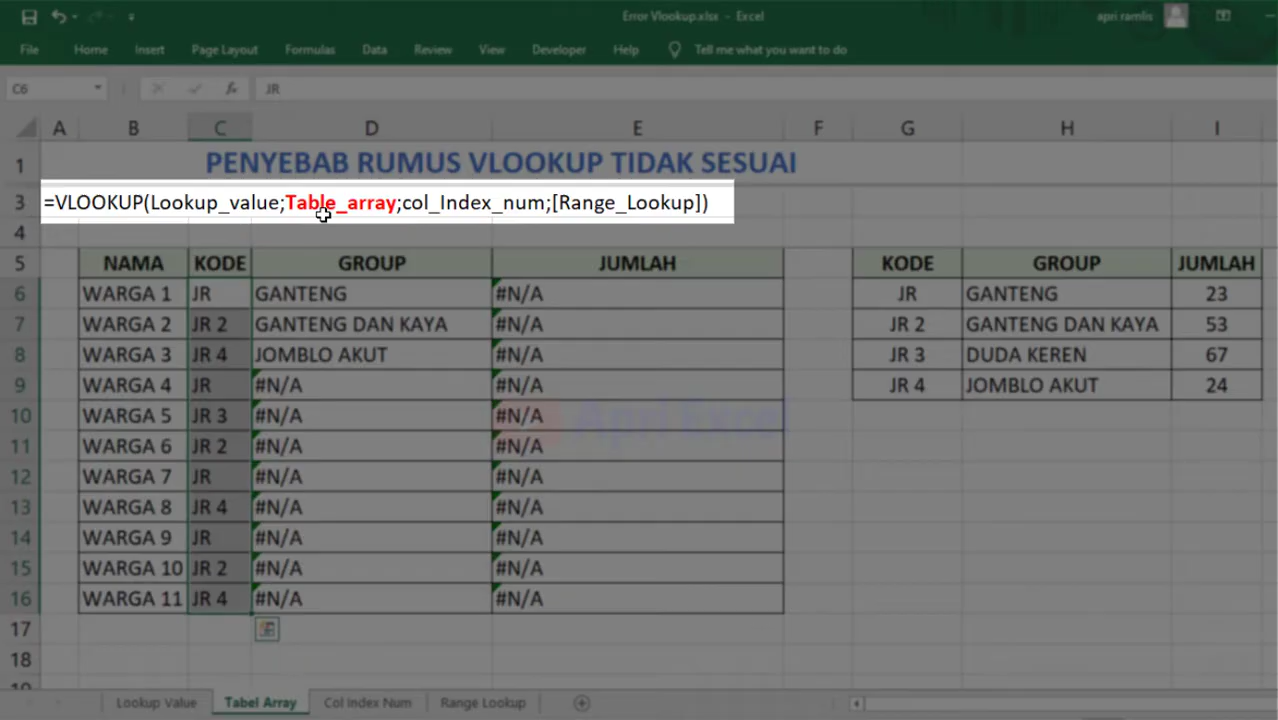 Error Vlookup.xlsx - Excel
apri ramlis
File Home Insert Page Layout Formulas Data Review View Developer Help Tell me what you want to do
C6 fx JR
A B C D E F G H I
1 PENYEBAB RUMUS VLOOKUP TIDAK SESUAI
3 =VLOOKUP(Lookup_value;Table_array;col_Index_num;[Range_Lookup])
4
5 NAMA KODE GROUP JUMLAH KODE GROUP JUMLAH
6 WARGA 1 JR GANTENG #N/A JR GANTENG 23
7 WARGA 2 JR 2 GANTENG DAN KAYA #N/A JR 2 GANTENG DAN KAYA 53
8 WARGA 3 JR 4 JOMBLO AKUT #N/A JR 3 DUDA KEREN 67
9 WARGA 4 JR #N/A #N/A JR 4 JOMBLO AKUT 24
10 WARGA 5 JR 3 #N/A #N/A
Apri Excel
11 WARGA 6 JR 2 #N/A #N/A
12 WARGA 7 JR #N/A #N/A
13 WARGA 8 JR 4 #N/A #N/A
14 WARGA 9 JR #N/A #N/A
15 WARGA 10 JR 2 #N/A #N/A
16 WARGA 11 JR 4 #N/A #N/A
17
18
19
Lookup Value Tabel Array Col Index Num Range Lookup